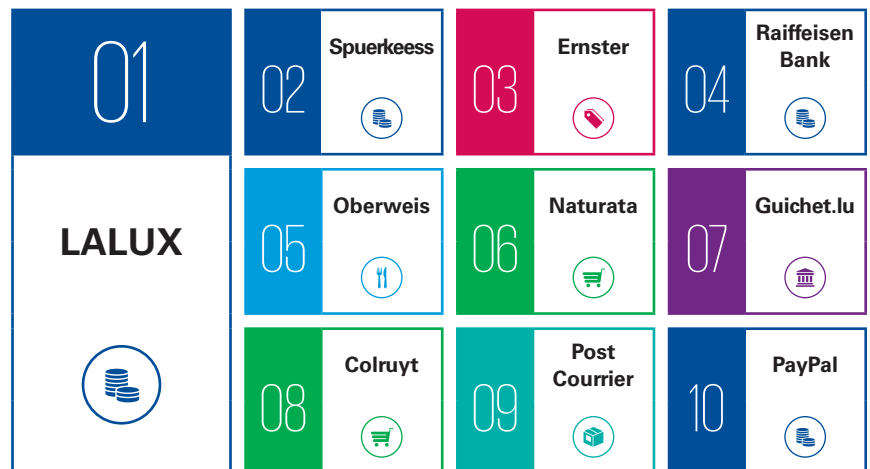 01
LALUX
02
Spuerkeess
03
Ernster
04
Raiffeisen
Bank
05
Oberweis
06
Naturata
07
Guichet.lu
08
Colruyt
09
Post
Courrier
10
PayPal